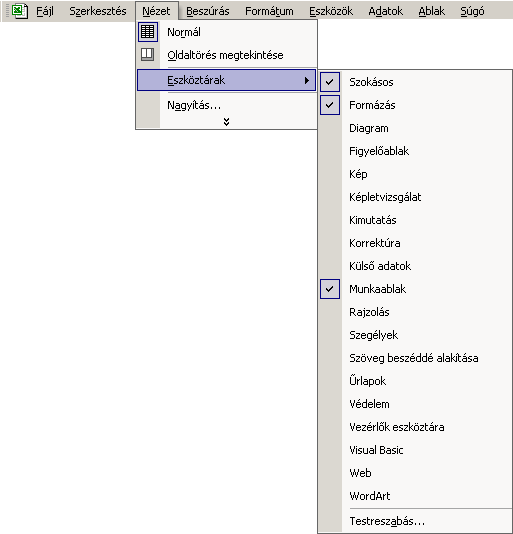 Fájl Szerkesztés Nézet Beszúrás Formátum Eszközök Adatok Ablak Súgó
Normál
Oldaltörés megtekintése
Eszköztárak
Nagyítás...
Szokásos
Formázás
Diagram
Figyelőablak
Kép
Képletvizsgálat
Kimutatás
Korrektúra
Külső adatok
Munkaablak
Rajzolás
Szegélyek
Szöveg beszéddé alakítása
Űrlapok
Védelem
Vezérlők eszköztára
Visual Basic
Web
WordArt
Testreszabás...